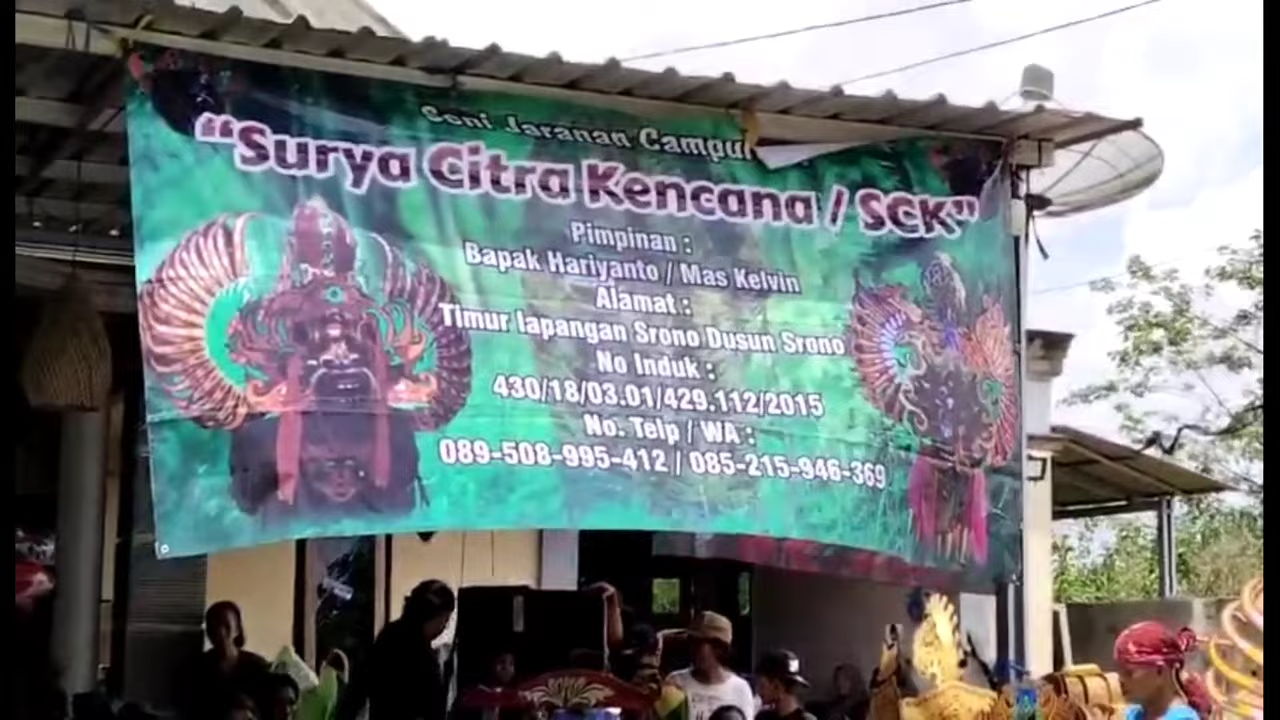 Seni Jaranan Campur
"Surya Citra Kencana / SCK"
Pimpinan :
Bapak Hariyanto / Mas Kelvin
Alamat :
Timur lapangan Srono Dusun Srono
No Induk :
430/18/03.01/429.112/2015
No. Telp / WA :
089-508-995-412 / 085-215-946-369